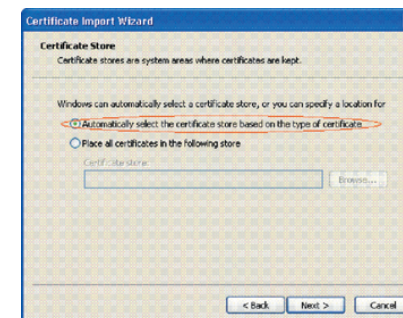 Certificate Import Wizard
Certificate Store
Certificate stores are system areas where certificates are kept.
Windows can automatically select a certificate store, or you can specify a location for
Automatically select the certificate store based on the type of certificate
Place all certificates in the following store
Certificate store:
Browse...
< Back Next > Cancel